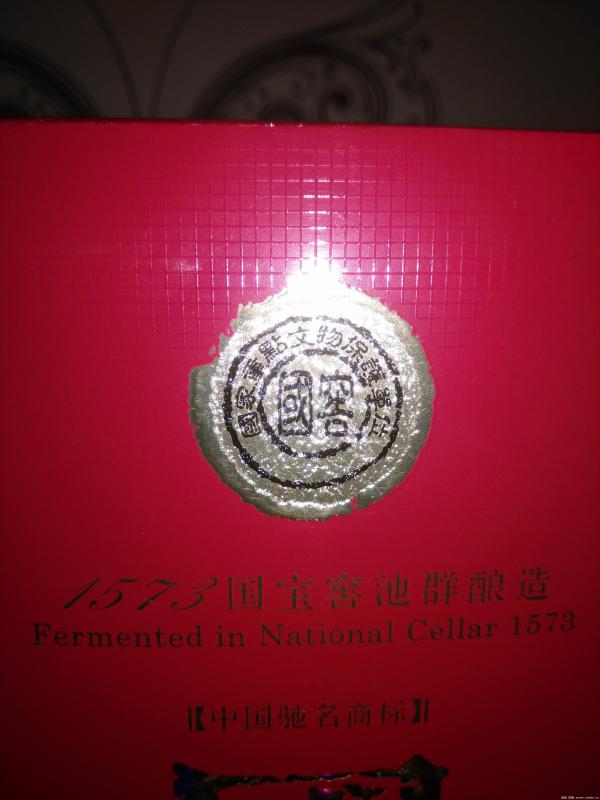 國家重點文物保護單位
國窖
1573国宝窖池群酿造
Fermented in National Cellar 1573
【中国驰名商标】